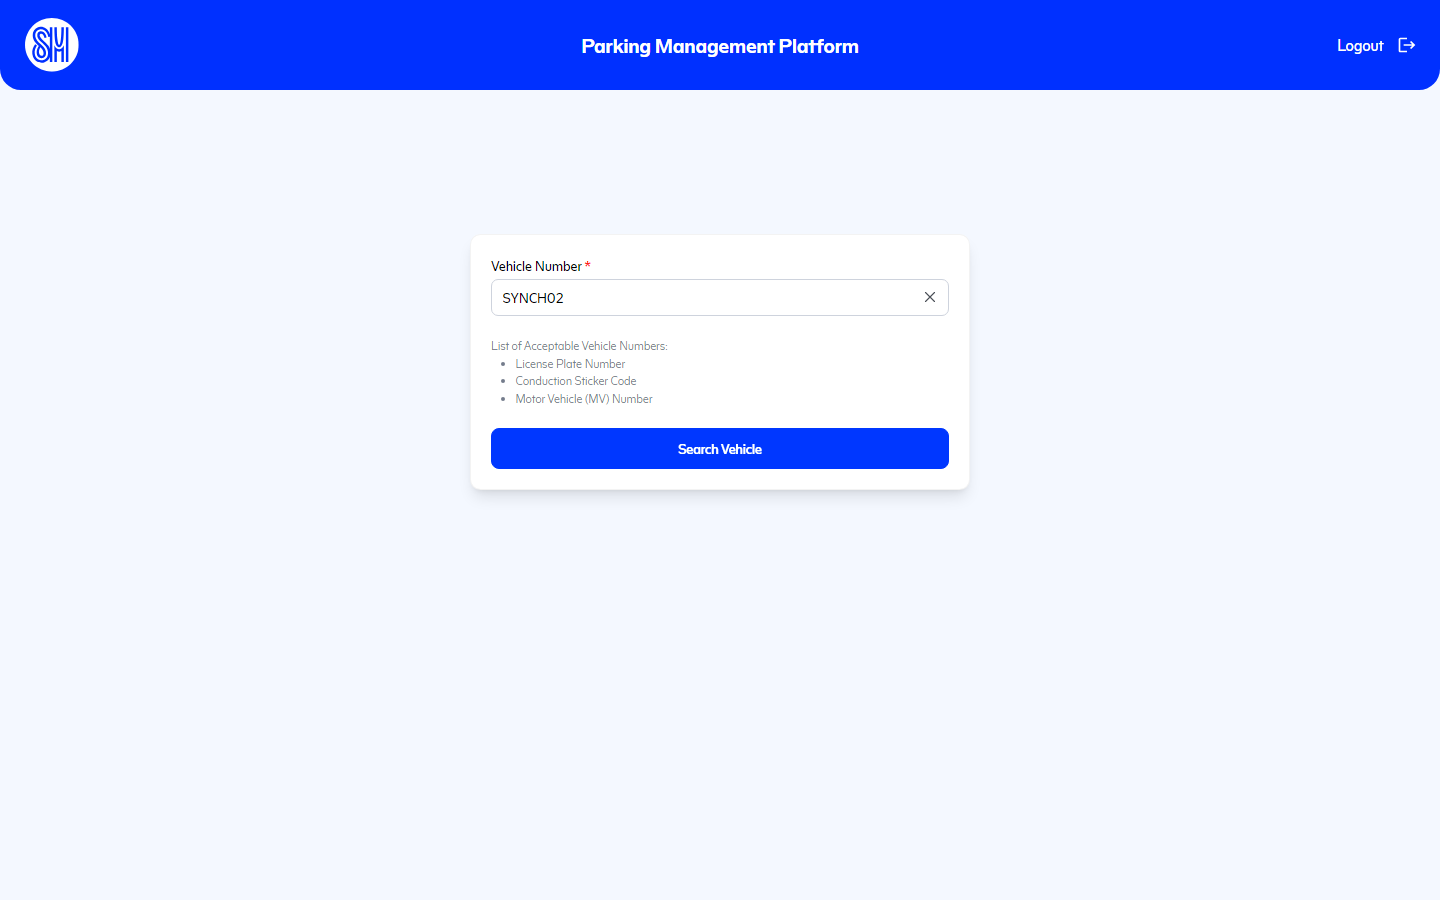 SM
Parking Management Platform
Logout
Vehicle Number *
SYNCH02
List of Acceptable Vehicle Numbers:
• License Plate Number
• Conduction Sticker Code
• Motor Vehicle (MV) Number
Search Vehicle